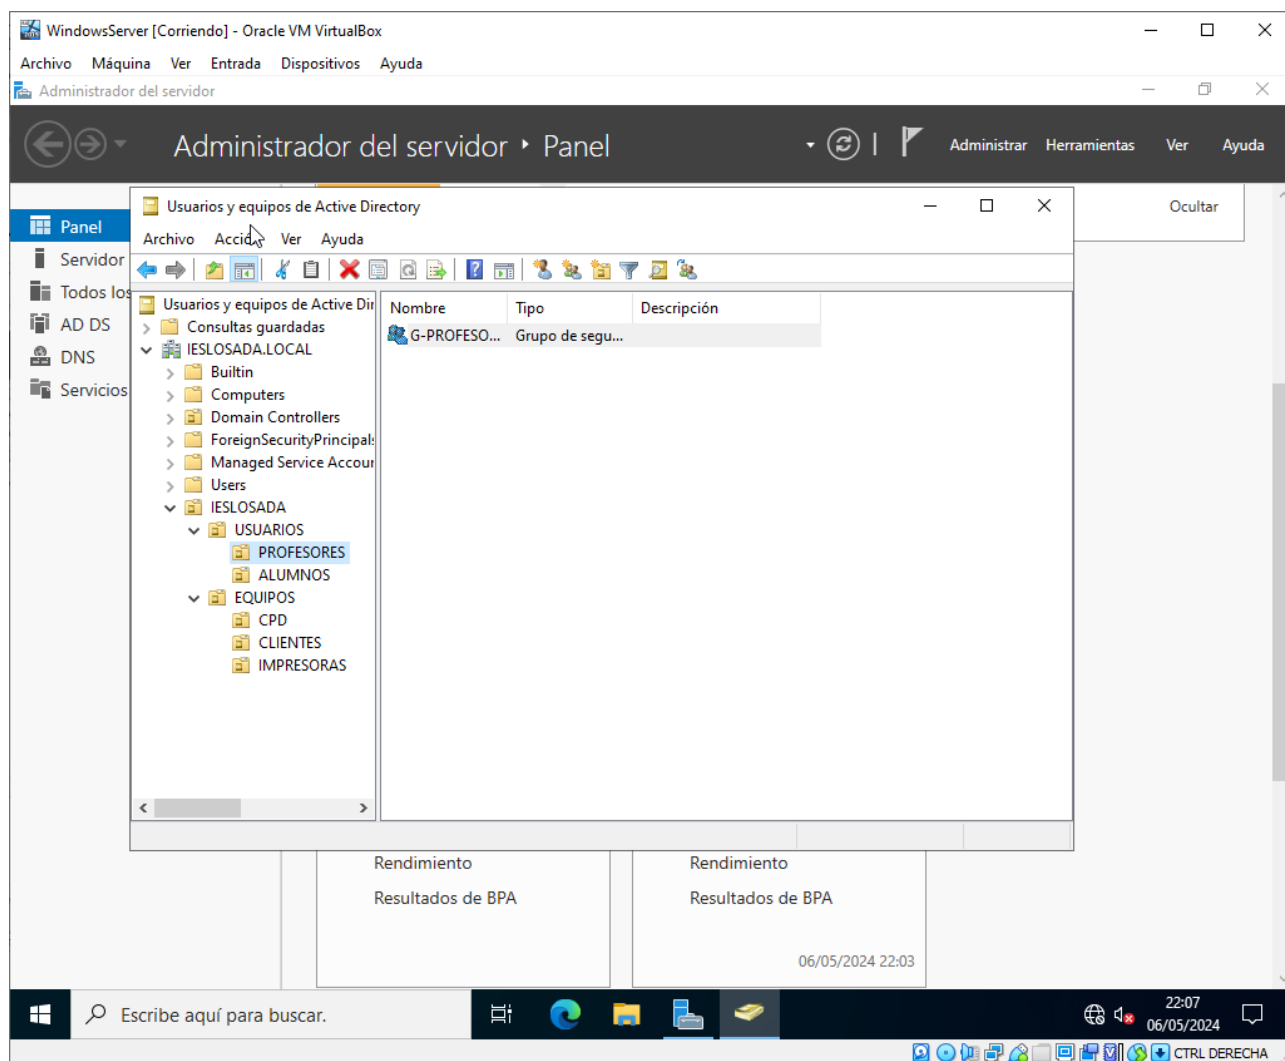 WindowsServer [Corriendo] - Oracle VM VirtualBox
Archivo Máquina Ver Entrada Dispositivos Ayuda
Administrador del servidor
Administrador del servidor Panel
Administrar Herramientas Ver Ayuda
Panel
Servidor
Todos los
AD DS
DNS
Servicios
Ocultar
Usuarios y equipos de Active Directory
Archivo Acción Ver Ayuda
Usuarios y equipos de Active Dir
Consultas guardadas
IESLOSADA.LOCAL
Builtin
Computers
Domain Controllers
ForeignSecurityPrincipals
Managed Service Accour
Users
IESLOSADA
USUARIOS
PROFESORES
ALUMNOS
EQUIPOS
CPD
CLIENTES
IMPRESORAS
Nombre Tipo Descripción
G-PROFESO... Grupo de segu...
Rendimiento
Resultados de BPA
Rendimiento
Resultados de BPA
06/05/2024 22:03
Escribe aquí para buscar.
22:07
06/05/2024
CTRL DERECHA